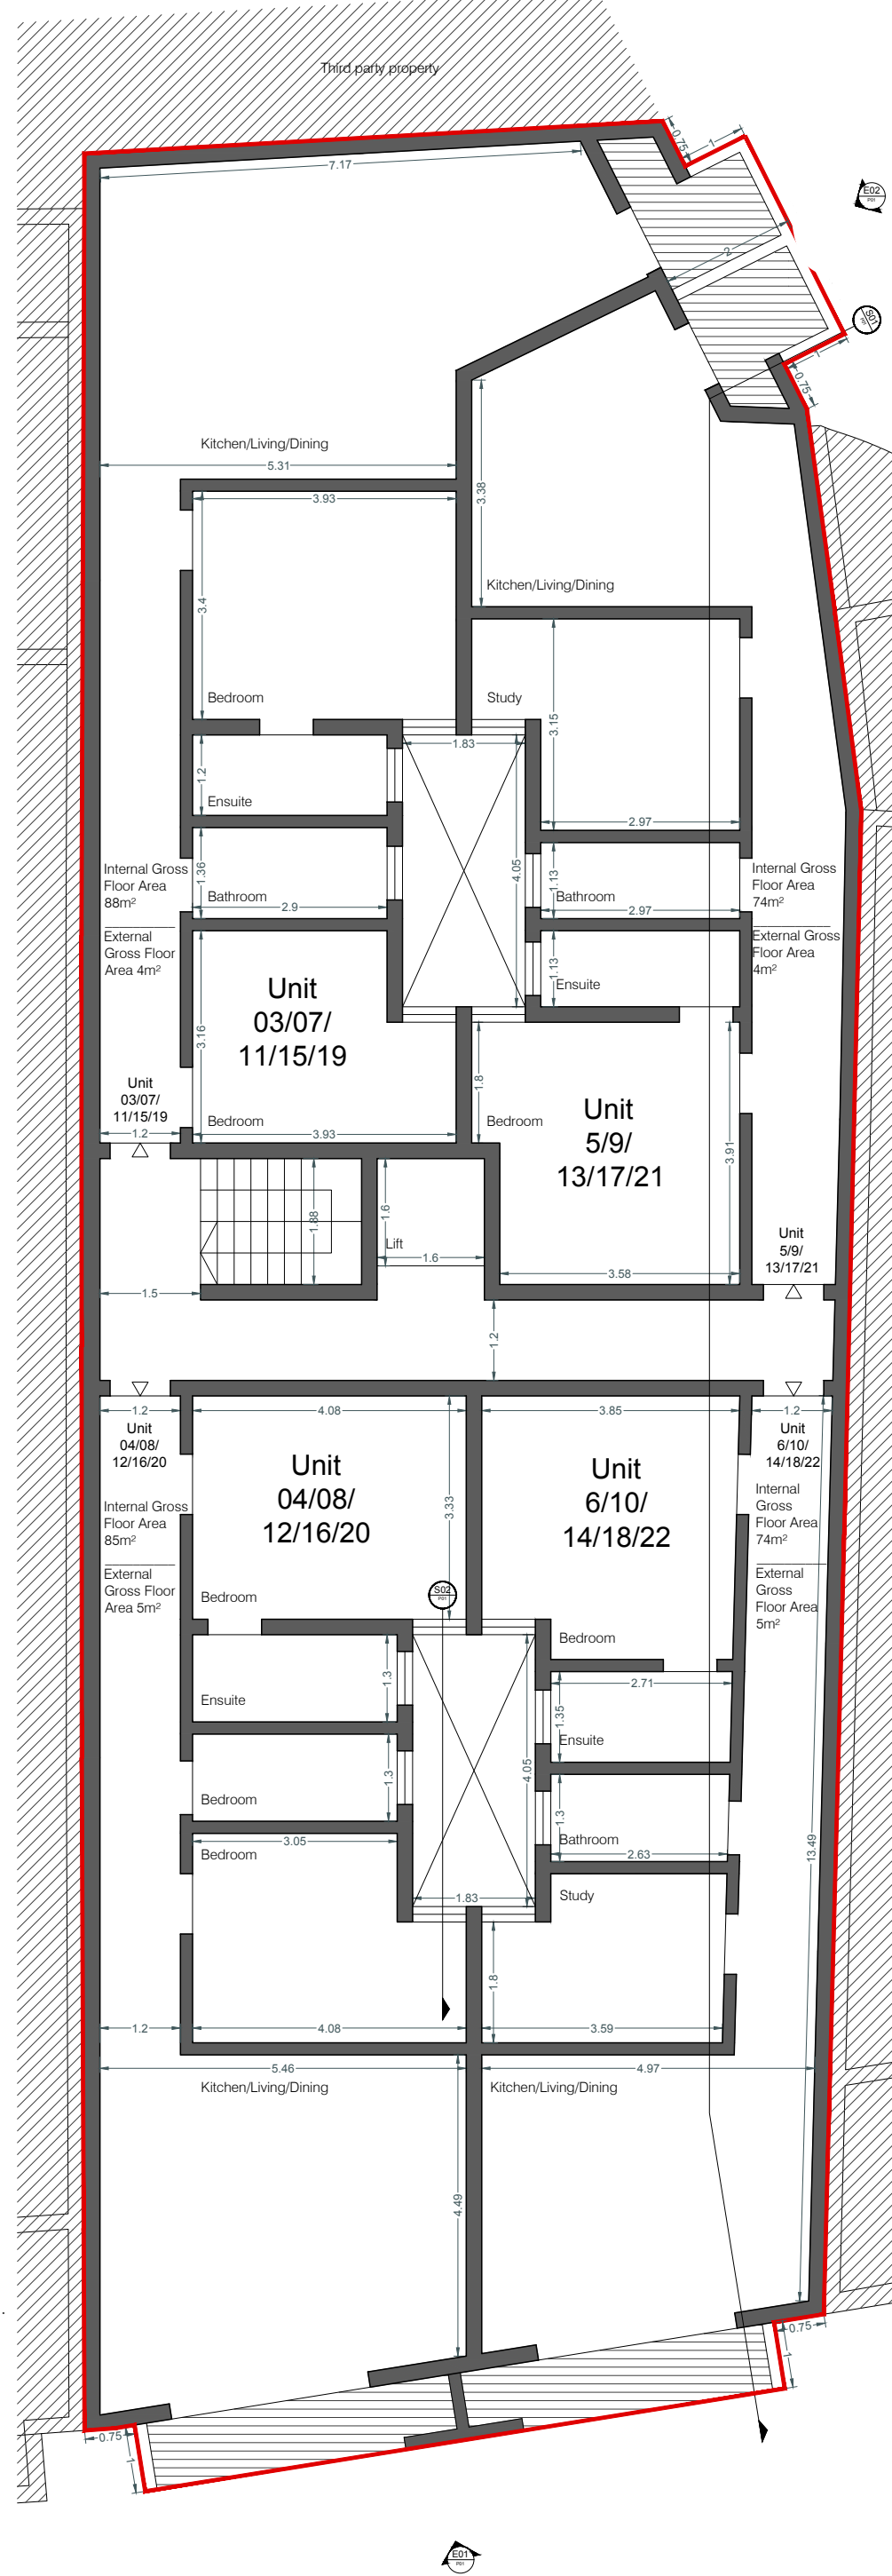 Third party property
0.75
1
7.17
E02
P01
2
S01
P01
1
0.75
Kitchen/Living/Dining
5.31
3.93
3.38
3.4
Kitchen/Living/Dining
Bedroom
Study
3.15
1.83
1.2
Ensuite
2.97
1.36
4.05
Internal Gross
Floor Area
88m²
Bathroom
2.9
1.13
Bathroom
2.97
Internal Gross
Floor Area
74m²
External
Gross Floor
Area 4m²
External Gross
Floor Area
4m²
1.13
Ensuite
Unit
03/07/
11/15/19
3.16
1.8
Unit
03/07/
11/15/19
Bedroom
Bedroom
Unit
5/9/
13/17/21
1.2
3.93
3.91
1.88
1.6
Lift
1.6
Unit
5/9/
13/17/21
3.58
1.5
1.2
1.2
4.08
3.85
1.2
Unit
04/08/
12/16/20
Unit
6/10/
14/18/22
Unit
04/08/
12/16/20
Unit
6/10/
14/18/22
3.33
Internal Gross
Floor Area
85m²
Internal
Gross
Floor Area
74m²
External
Gross Floor
Area 5m²
External
Gross
Floor Area
5m²
Bedroom
S02
P01
Bedroom
1.3
2.71
Ensuite
1.35
Ensuite
1.3
4.05
Bedroom
1.3
Bathroom
3.05
2.63
Bedroom
13.49
1.83
Study
1.8
1.2
4.08
3.59
5.46
4.97
Kitchen/Living/Dining
Kitchen/Living/Dining
4.49
0.75
1
0.75
1
E01
P01